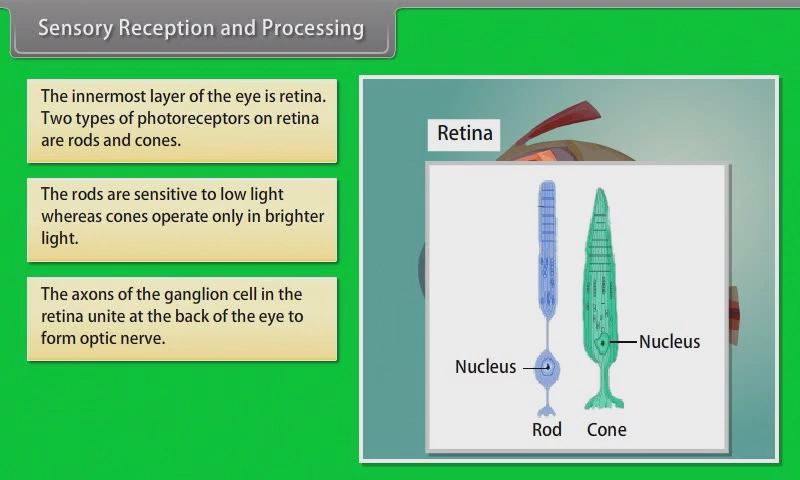 Sensory Reception and Processing
The innermost layer of the eye is retina.
Two types of photoreceptors on retina
are rods and cones.
The rods are sensitive to low light
whereas cones operate only in brighter
light.
The axons of the ganglion cell in the
retina unite at the back of the eye to
form optic nerve.
Retina
Nucleus
Nucleus
Rod
Cone